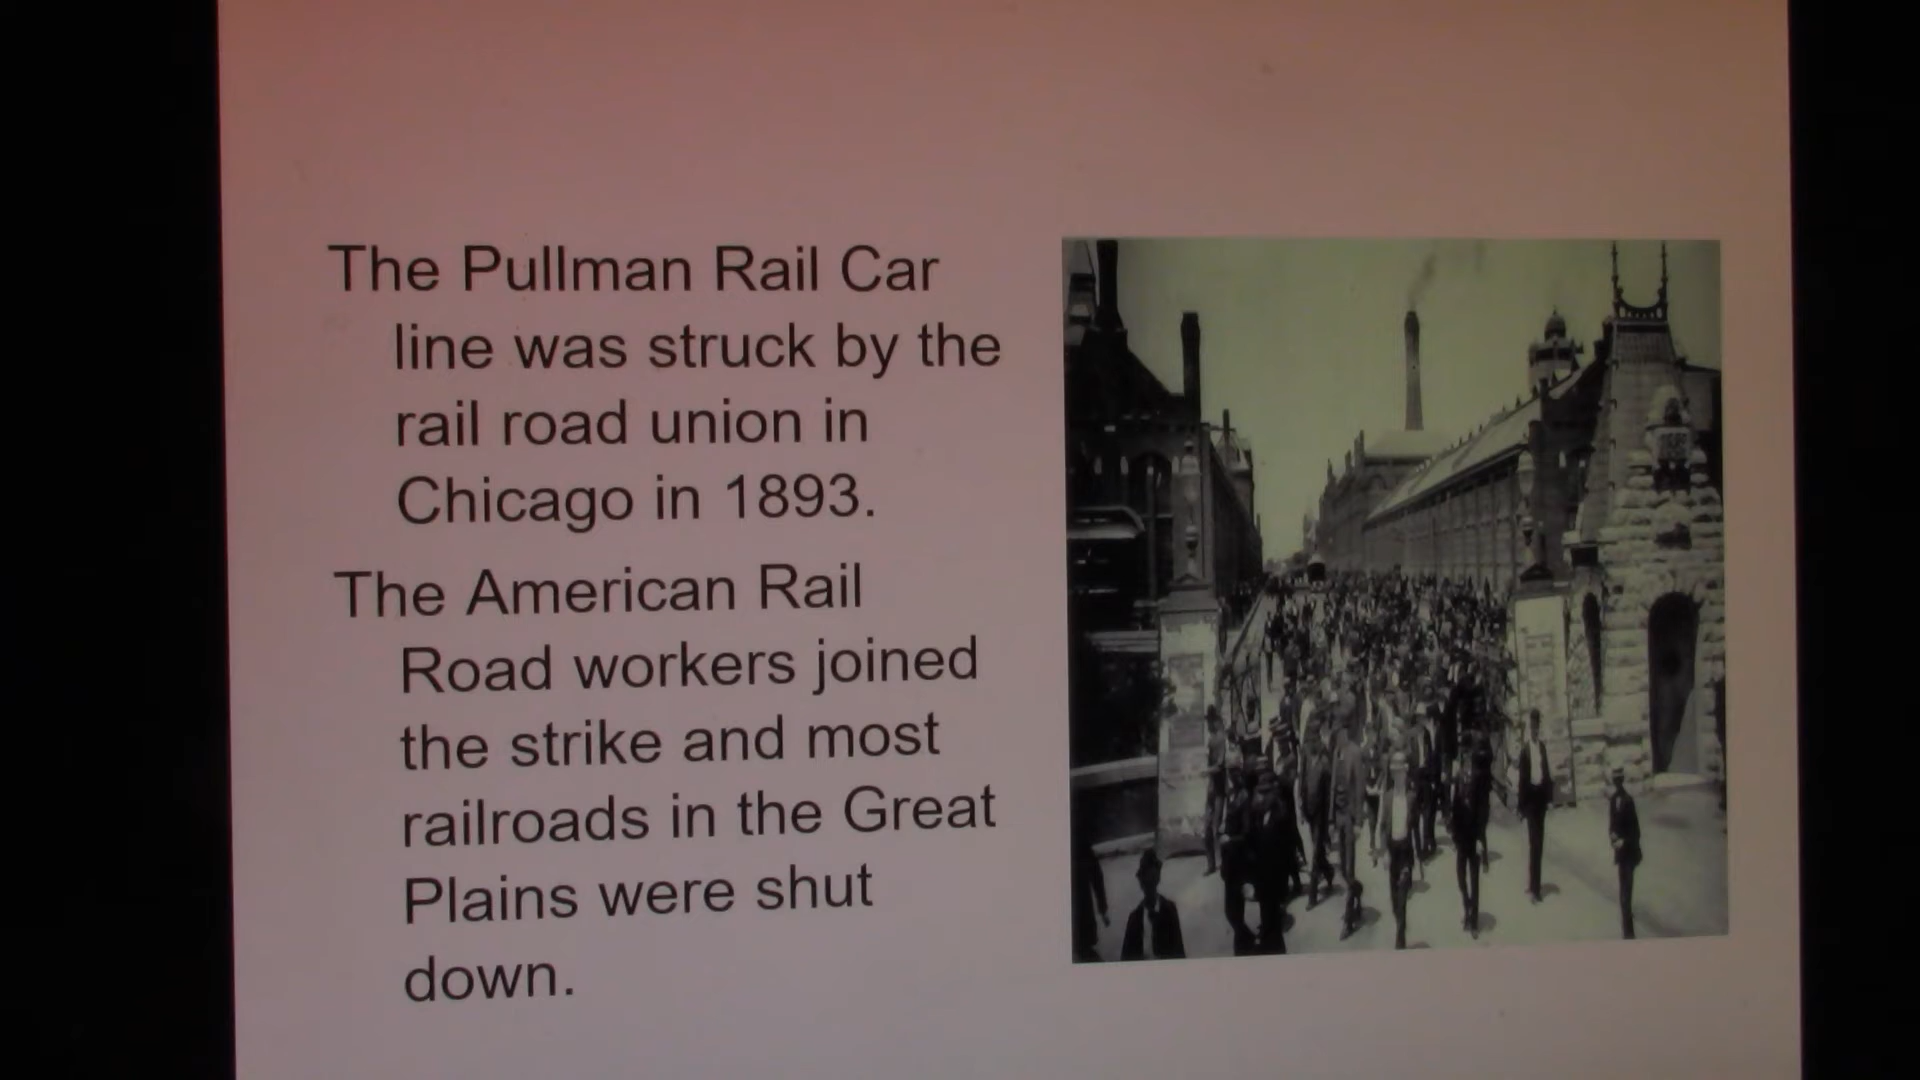 The Pullman Rail Car
line was struck by the
rail road union in
Chicago in 1893.
The American Rail
Road workers joined
the strike and most
railroads in the Great
Plains were shut
down.